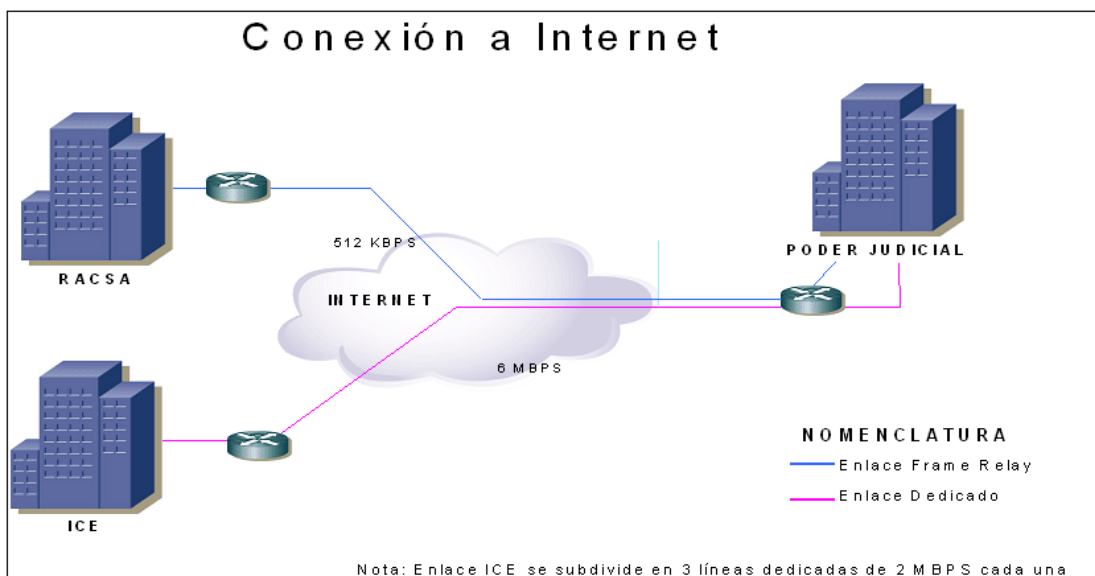 Conexión a Internet
RACSA
512 KBPS
INTERNET
PODER JUDICIAL
6 MBPS
ICE
NOMENCLATURA
Enlace Frame Relay
Enlace Dedicado
Nota: Enlace ICE se subdivide en 3 líneas dedicadas de 2 MBPS cada una